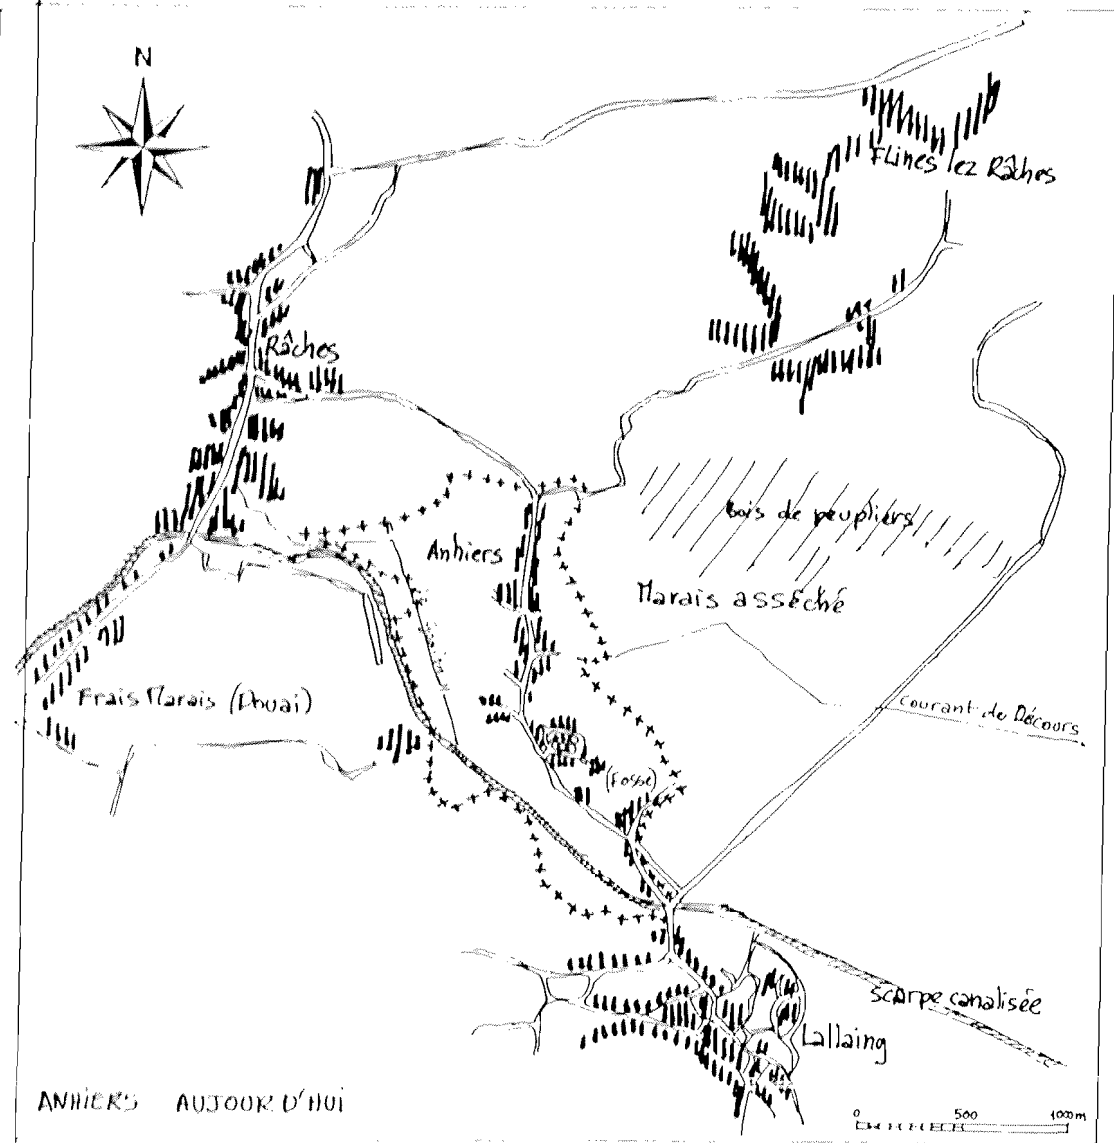 N
Flines lez Râches
Râches
bois de peupliers
Anhiers
Marais asséché
Frais Marais (Douai)
courant de Décours
(Fosse)
Scarpe canalisée
Lallaing
ANHIERS AUJOURD'HUI
0 500 1000m